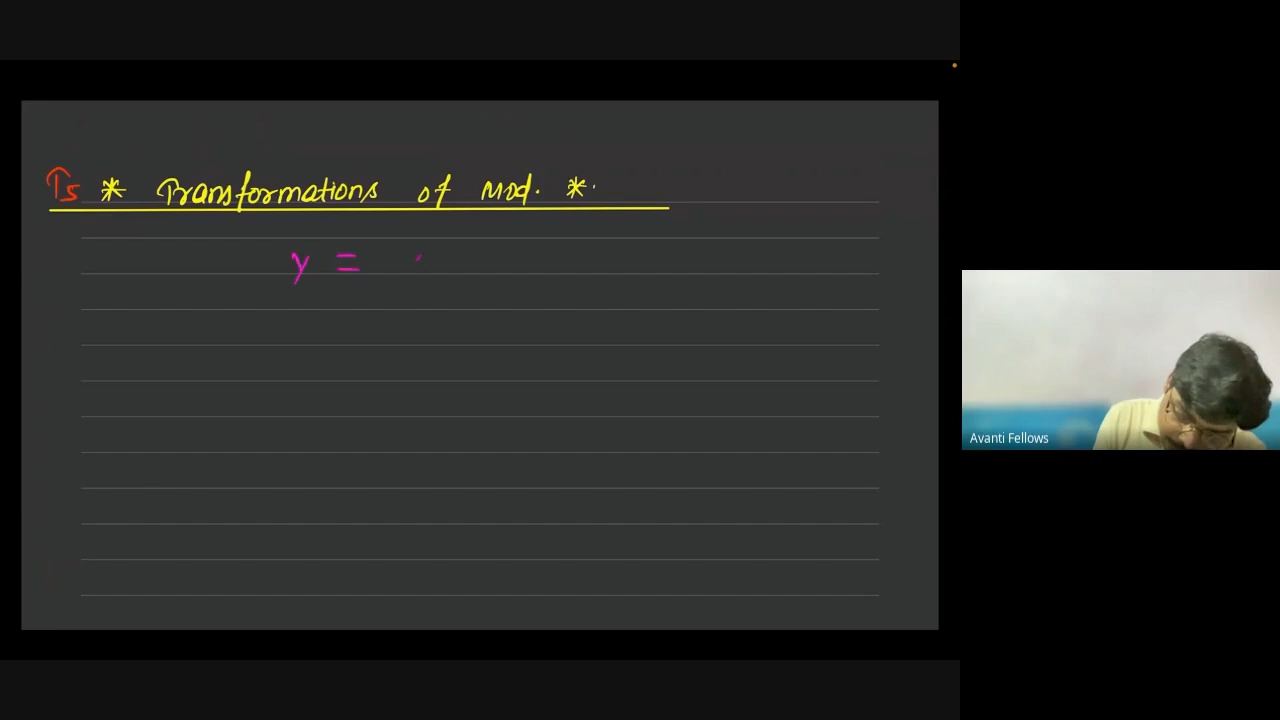 T5 * Transformations of Mod. *.
y =
Avanti Fellows